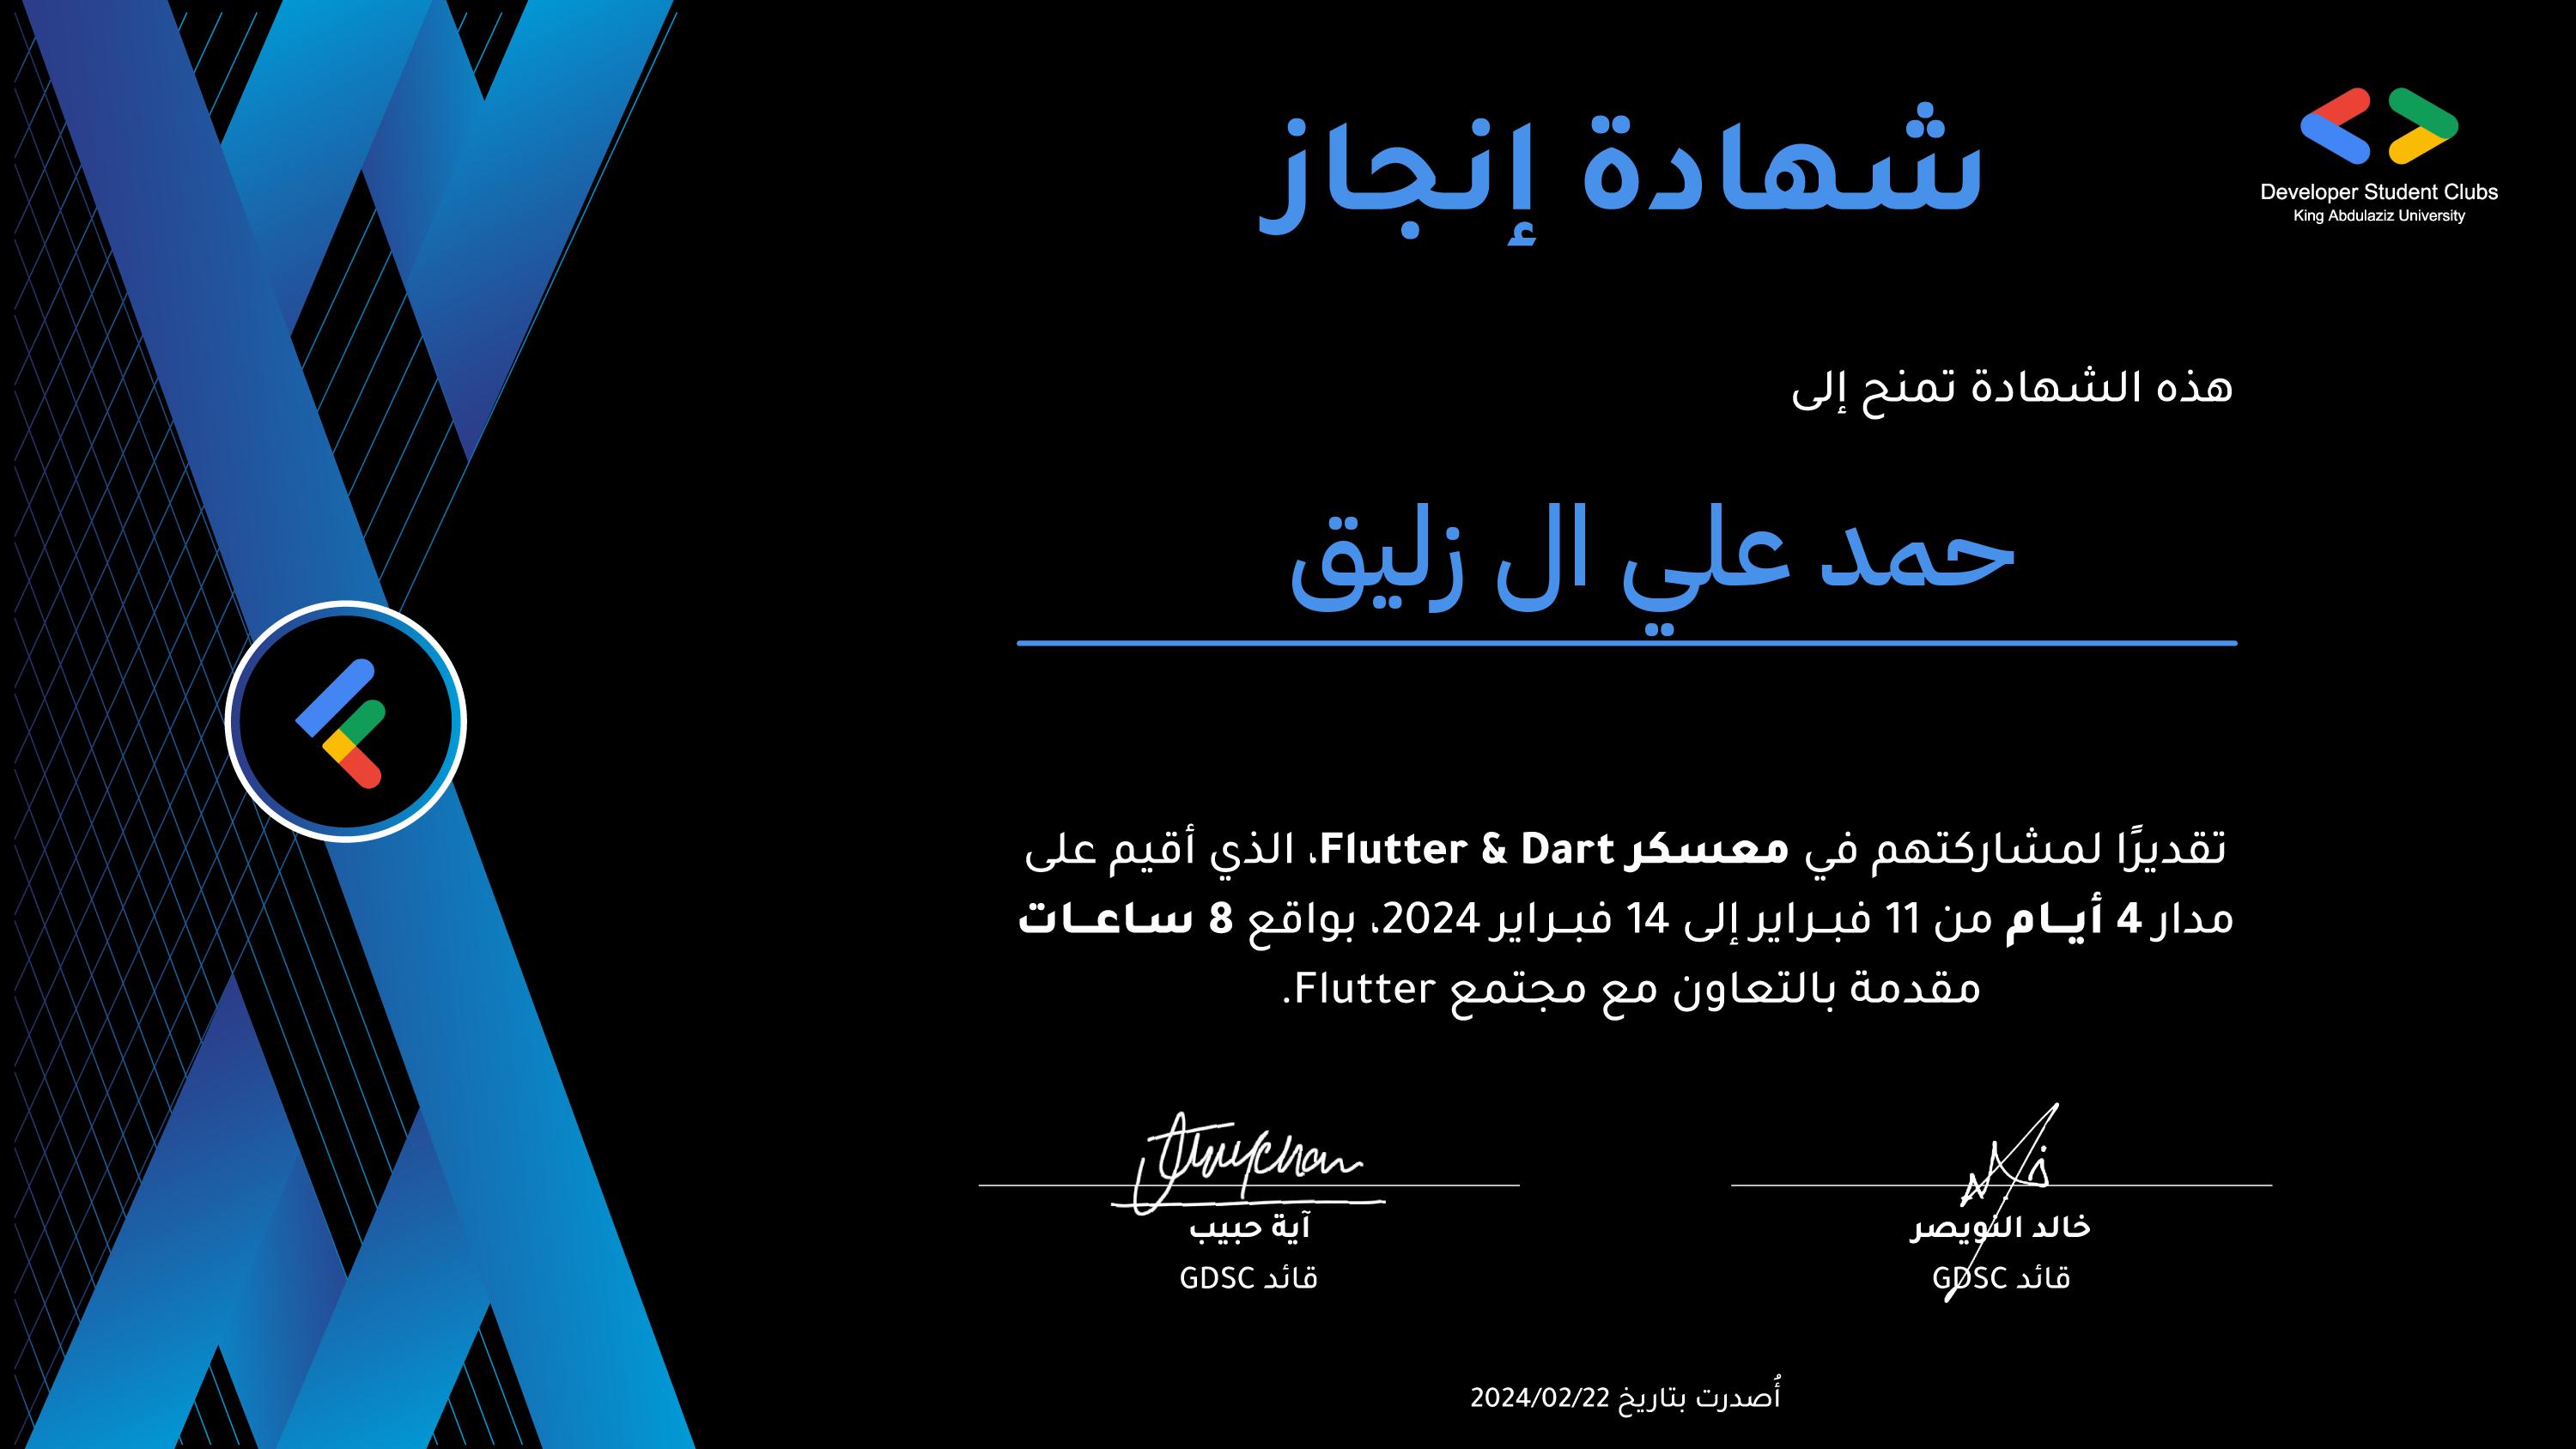 Developer Student Clubs
King Abdulaziz University
شهادة إنجاز
هذه الشهادة تمنح إلى
حمد علي ال زليق
تقديرًا لمشاركتهم في معسكر Flutter & Dart، الذي أقيم على
مدار 4 أيـام من 11 فبـراير إلى 14 فبـراير 2024، بواقع 8 ساعـات
مقدمة بالتعاون مع مجتمع Flutter.
خالد النويصر
قائد GDSC
آية حبيب
قائد GDSC
أُصدرت بتاريخ 2024/02/22